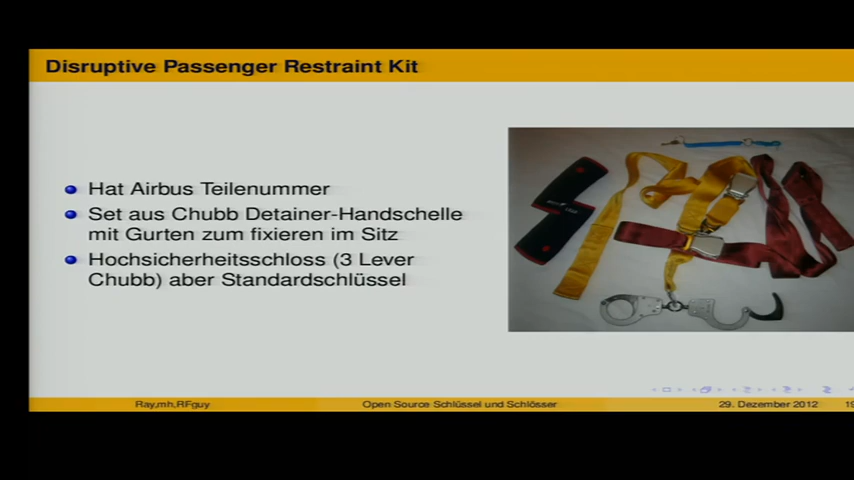 Disruptive Passenger Restraint Kit
Hat Airbus Teilenummer
Set aus Chubb Detainer-Handschelle
mit Gurten zum fixieren im Sitz
Hochsicherheitsschloss (3 Lever
Chubb) aber Standardschlüssel
Ray,mh,RFguy
Open Source Schlüssel und Schlösser
29. Dezember 2012